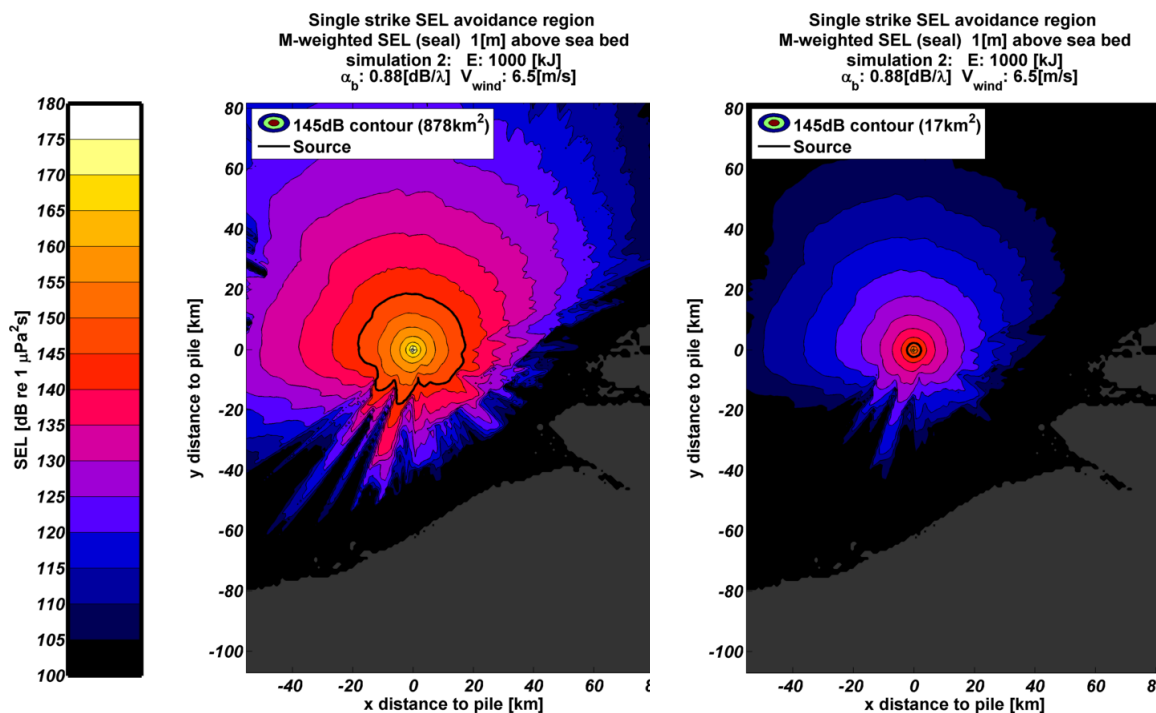 Single strike SEL avoidance region
M-weighted SEL (seal) 1[m] above sea bed
simulation 2: E: 1000 [kJ]
α_b: 0.88[dB/λ] V_wind: 6.5[m/s]
Single strike SEL avoidance region
M-weighted SEL (seal) 1[m] above sea bed
simulation 2: E: 1000 [kJ]
α_b: 0.88[dB/λ] V_wind: 6.5[m/s]
SEL [dB re 1 μPa²s]
180
175
170
165
160
155
150
145
140
135
130
125
120
115
110
105
100
145dB contour (878km²)
Source
y distance to pile [km]
80
60
40
20
0
-20
-40
-60
-80
-100
-40
-20
0
20
40
60
x distance to pile [km]
145dB contour (17km²)
Source
y distance to pile [km]
80
60
40
20
0
-20
-40
-60
-80
-100
-40
-20
0
20
40
60
x distance to pile [km]